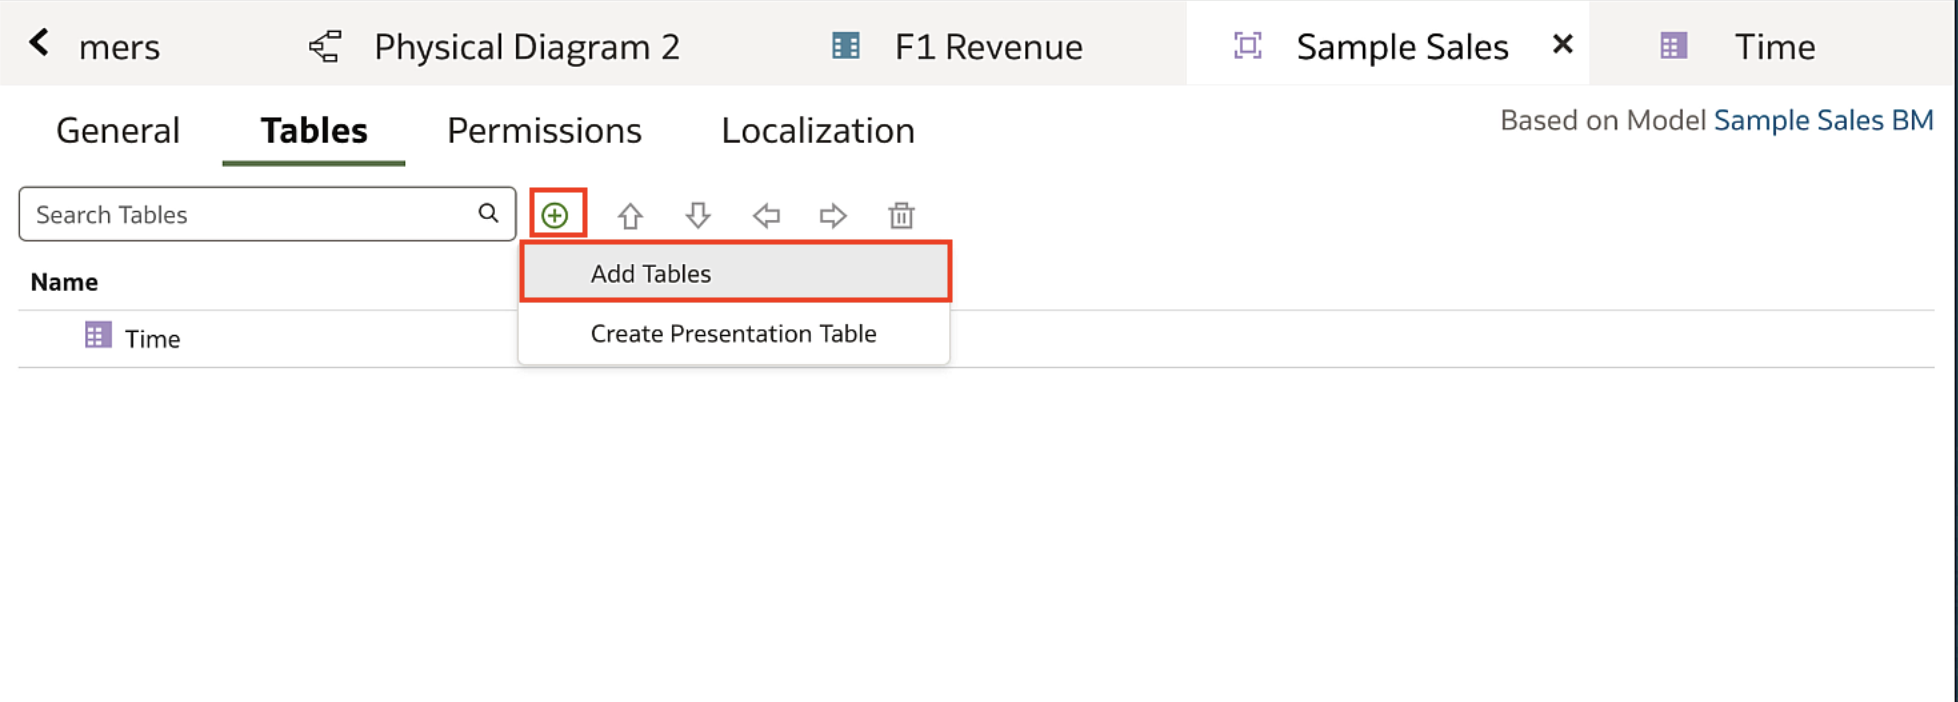 mers Physical Diagram 2 F1 Revenue Sample Sales Time
General Tables Permissions Localization Based on Model Sample Sales BM
Search Tables
Add Tables
Name
Create Presentation Table
Time